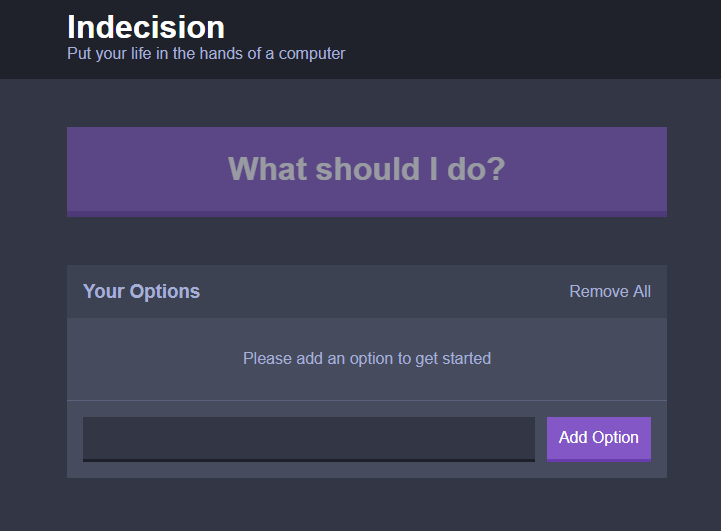 Indecision
Put your life in the hands of a computer
What should I do?
Your Options
Remove All
Please add an option to get started
Add Option